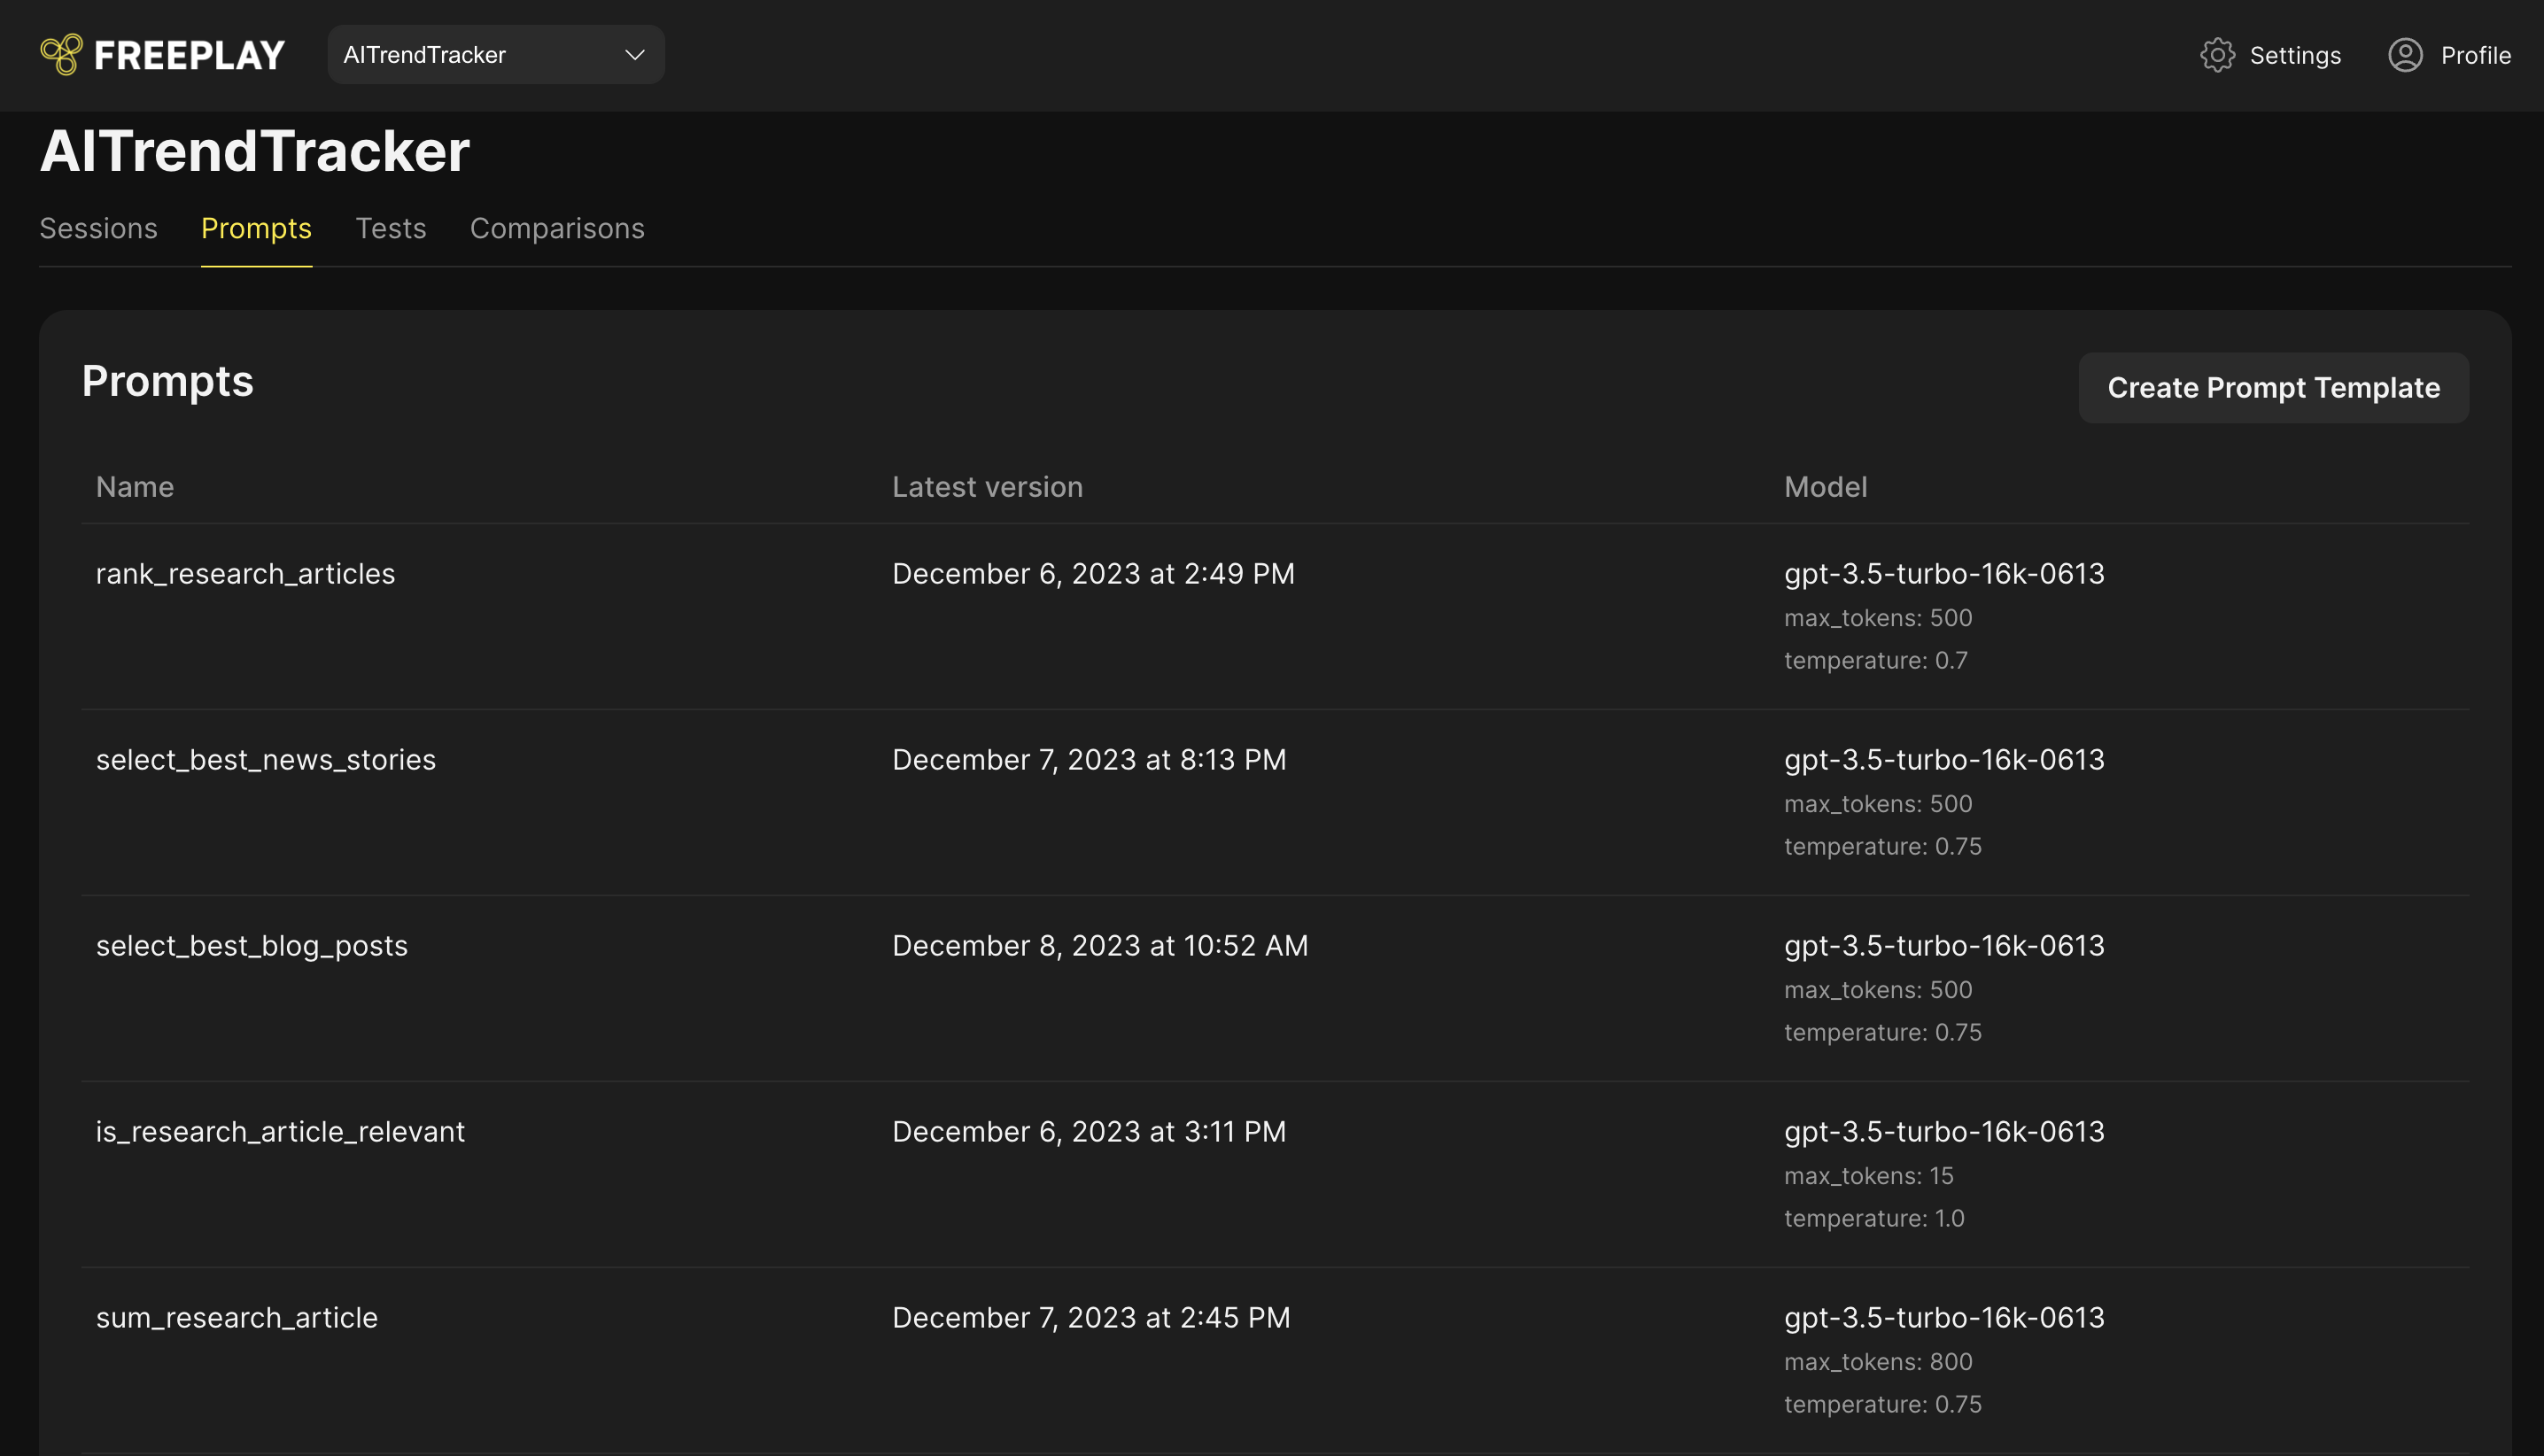 FREEPLAY AITrendTracker Settings Profile
AITrendTracker
Sessions Prompts Tests Comparisons
Prompts Create Prompt Template
Name Latest version Model
rank_research_articles December 6, 2023 at 2:49 PM gpt-3.5-turbo-16k-0613
max_tokens: 500
temperature: 0.7
select_best_news_stories December 7, 2023 at 8:13 PM gpt-3.5-turbo-16k-0613
max_tokens: 500
temperature: 0.75
select_best_blog_posts December 8, 2023 at 10:52 AM gpt-3.5-turbo-16k-0613
max_tokens: 500
temperature: 0.75
is_research_article_relevant December 6, 2023 at 3:11 PM gpt-3.5-turbo-16k-0613
max_tokens: 15
temperature: 1.0
sum_research_article December 7, 2023 at 2:45 PM gpt-3.5-turbo-16k-0613
max_tokens: 800
temperature: 0.75